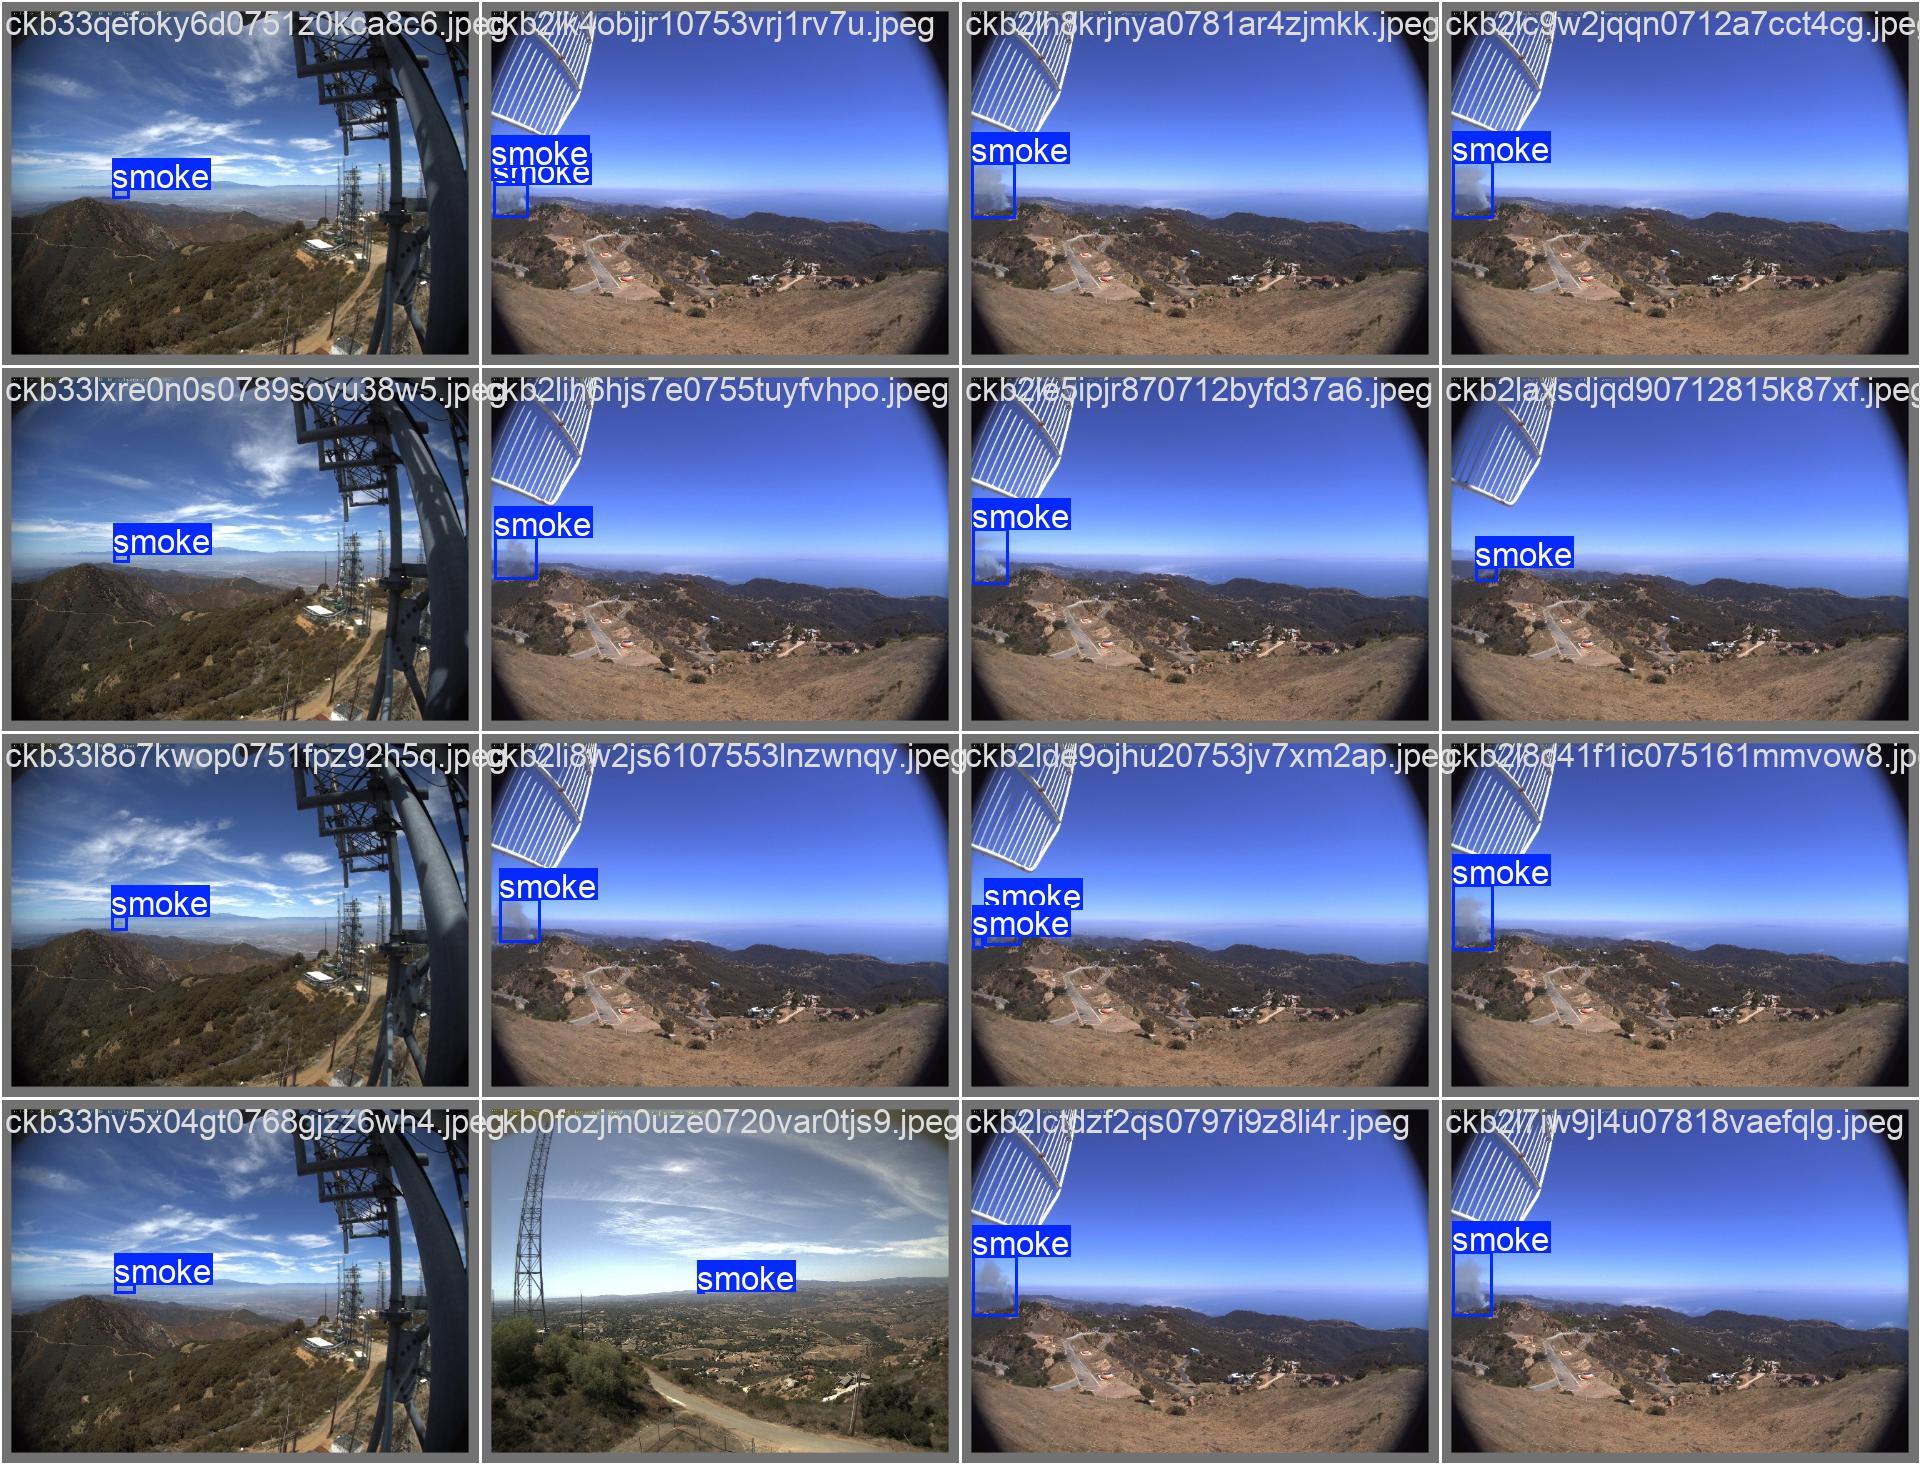 ckb33qefoky6d0751z0kca8c6.jpeg
ckb2lk4objjr10753vrj1rv7u.jpeg
ckb2lh8krjnya0781ar4zjmkk.jpeg
ckb2lc9w2jqqn0712a7cct4cg.jpeg
smoke
smoke
smoke
smoke
smoke
ckb33lxre0n0s0789sovu38w5.jpeg
ckb2lih6hjs7e0755tuyfvhpo.jpeg
ckb2le5ipjr870712byfd37a6.jpeg
ckb2laxsdjqd90712815k87xf.jpeg
smoke
smoke
smoke
smoke
ckb33l8o7kwop0751fpz92h5q.jpeg
ckb2li8w2js6107553lnzwnqy.jpeg
ckb2lde9ojhu20753jv7xm2ap.jpeg
ckb2l8d41f1ic075161mmvow8.jp
smoke
smoke
smoke
smoke
smoke
ckb33hv5x04gt0768gjzz6wh4.jpeg
ckb0fozjm0uze0720var0tjs9.jpeg
ckb2lctdzf2qs0797i9z8li4r.jpeg
ckb2l7iw9jl4u07818vaefqlg.jpeg
smoke
smoke
smoke
smoke